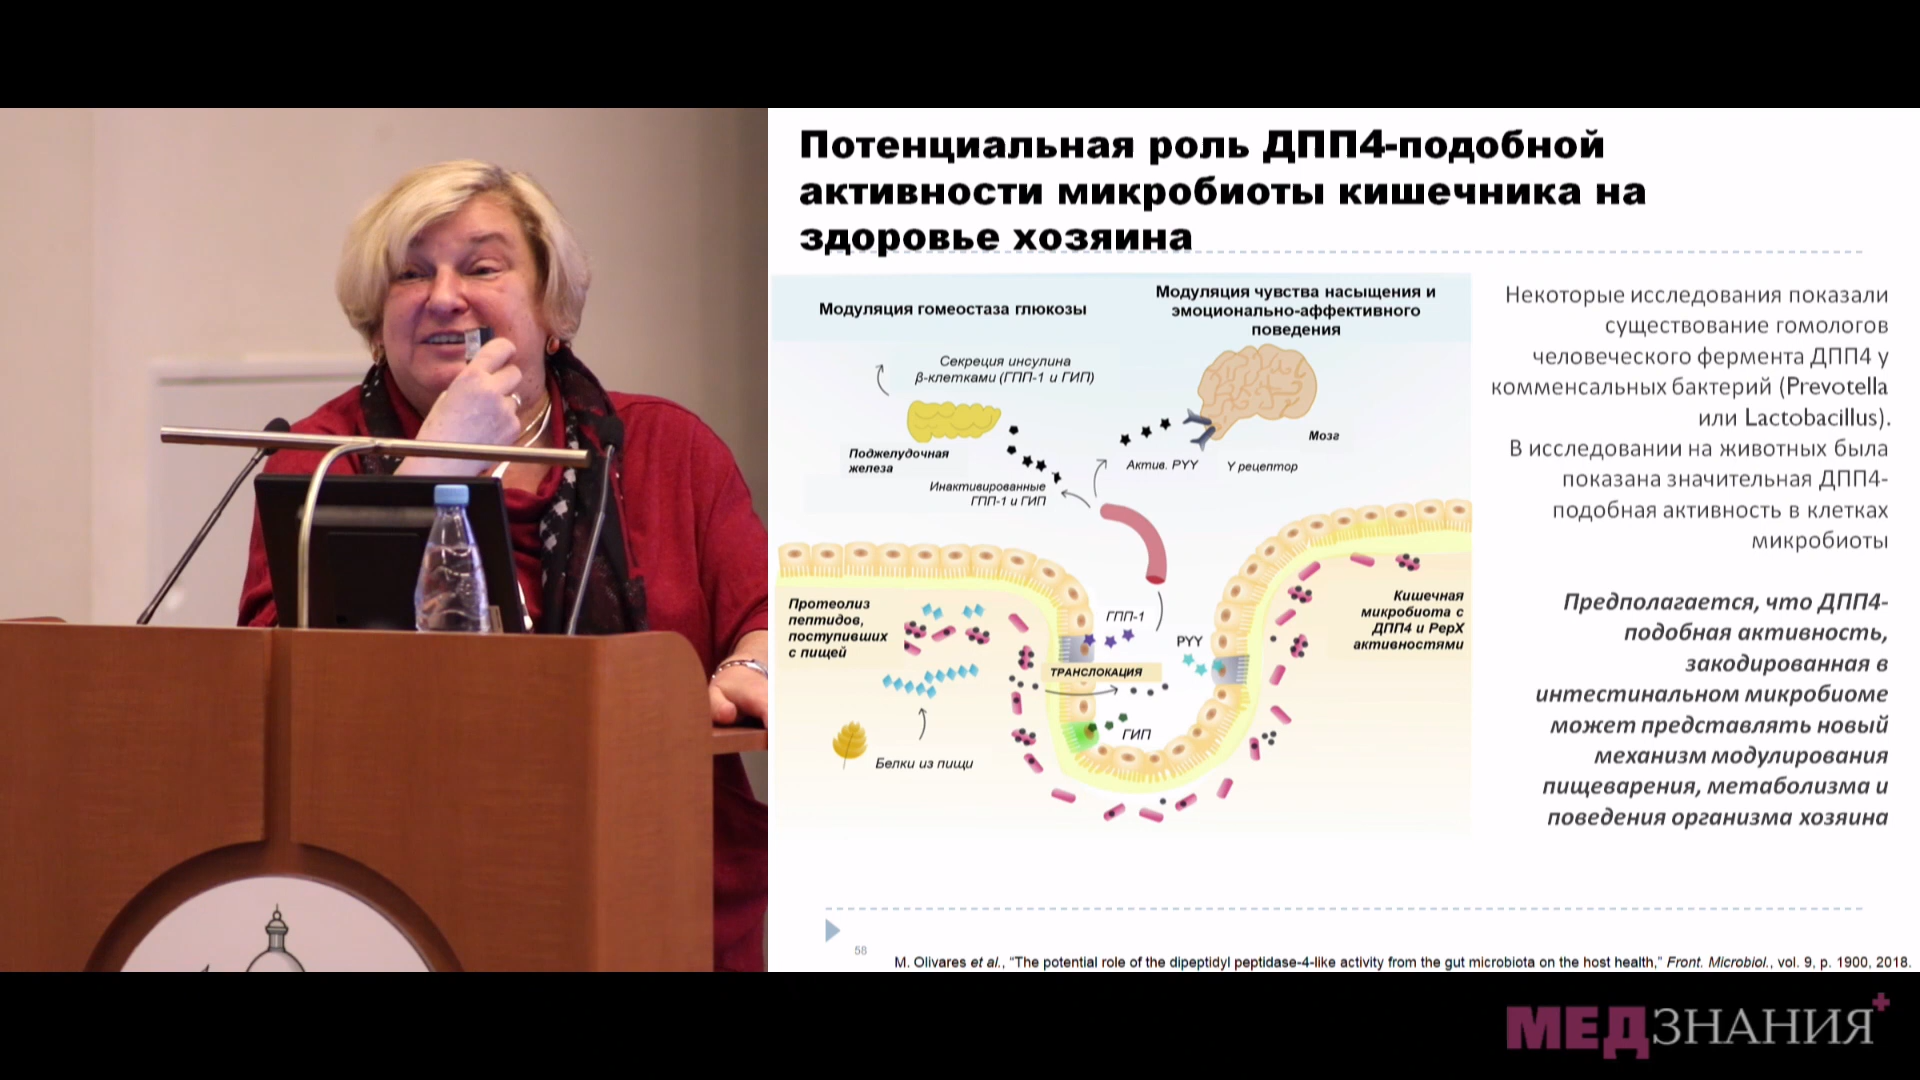 Потенциальная роль ДПП4-подобной
активности микробиоты кишечника на
здоровье хозяина
Модуляция гомеостаза глюкозы
Модуляция чувства насыщения и
эмоционально-аффективного
поведения
Секреция инсулина
β-клетками (ГПП-1 и ГИП)
Поджелудочная
железа
Инактивированные
ГПП-1 и ГИП
Актив. PYY
Y рецептор
Мозг
Протеолиз
пептидов,
поступивших
с пищей
ГПП-1
PYY
ТРАНСЛОКАЦИЯ
ГИП
Белки из пищи
Кишечная
микробиота с
ДПП4 и PepX
активностями
Некоторые исследования показали
существование гомологов
человеческого фермента ДПП4 у
комменсальных бактерий (Prevotella
или Lactobacillus).
В исследовании на животных была
показана значительная ДПП4-
подобная активность в клетках
микробиоты
Предполагается, что ДПП4-
подобная активность,
закодированная в
интестинальном микробиоме
может представлять новый
механизм модулирования
пищеварения, метаболизма и
поведения организма хозяина
58
M. Olivares et al., "The potential role of the dipeptidyl peptidase-4-like activity from the gut microbiota on the host health," Front. Microbiol., vol. 9, p. 1900, 2018.
МЕДЗНАНИЯ+